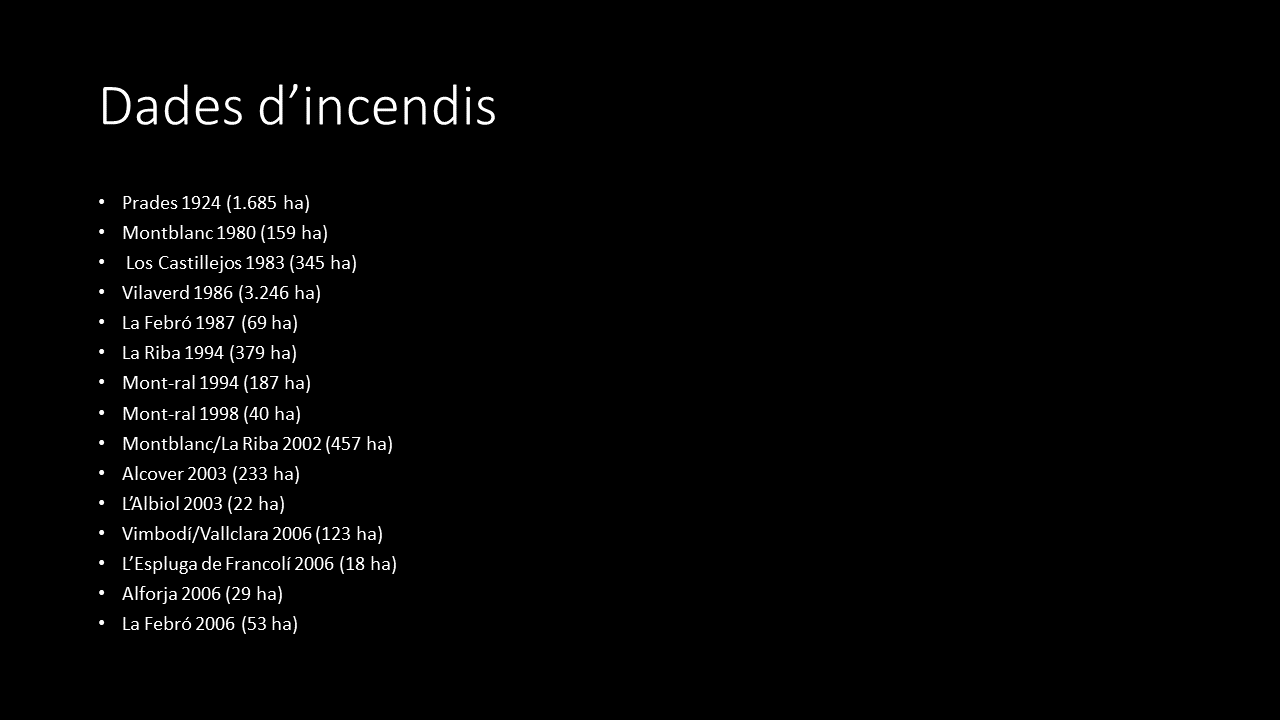 Dades d’incendis
• Prades 1924 (1.685 ha)
• Montblanc 1980 (159 ha)
• Los Castillejos 1983 (345 ha)
• Vilaverd 1986 (3.246 ha)
• La Febró 1987 (69 ha)
• La Riba 1994 (379 ha)
• Mont-ral 1994 (187 ha)
• Mont-ral 1998 (40 ha)
• Montblanc/La Riba 2002 (457 ha)
• Alcover 2003 (233 ha)
• L’Albiol 2003 (22 ha)
• Vimbodí/Vallclara 2006 (123 ha)
• L’Espluga de Francolí 2006 (18 ha)
• Alforja 2006 (29 ha)
• La Febró 2006 (53 ha)